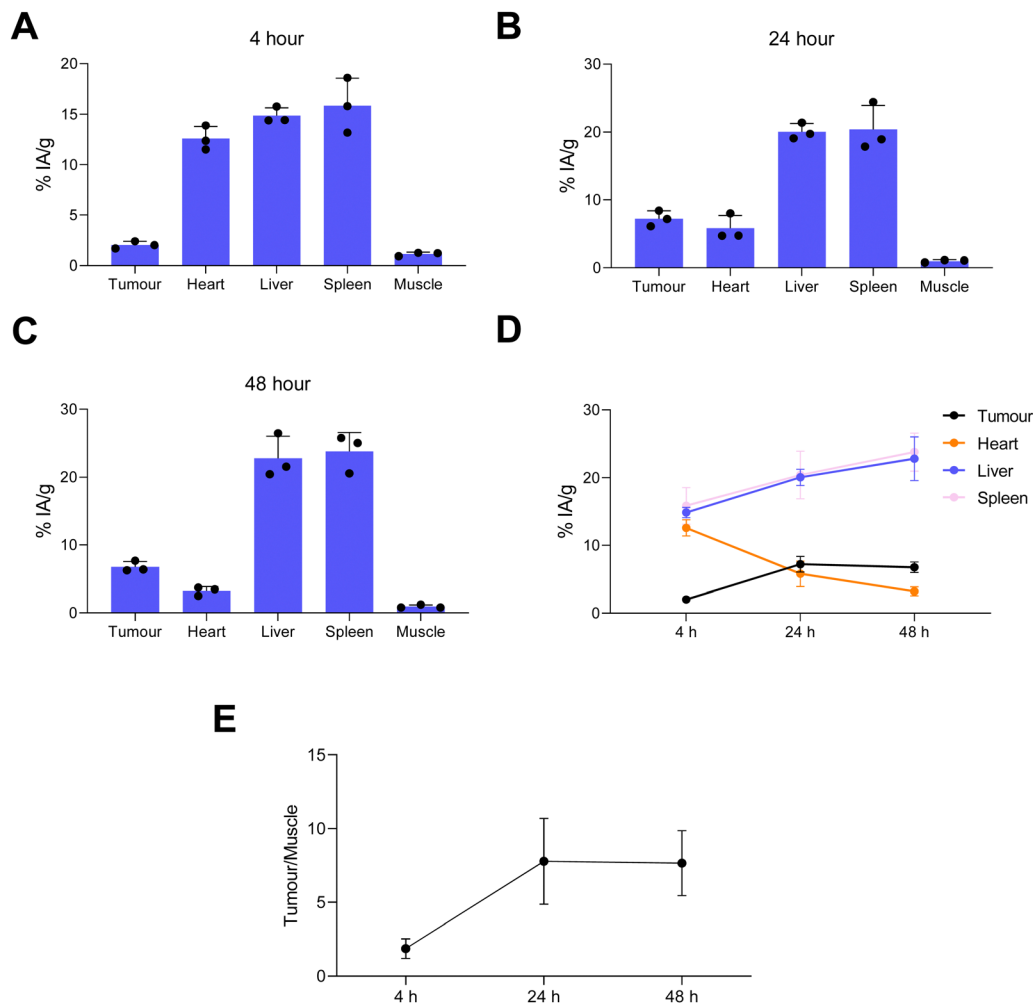 A
4 hour
% IA/g
20
15
10
5
0
Tumour Heart Liver Spleen Muscle
B
24 hour
% IA/g
30
20
10
0
Tumour Heart Liver Spleen Muscle
C
48 hour
% IA/g
30
20
10
0
Tumour Heart Liver Spleen Muscle
D
% IA/g
30
20
10
0
4 h 24 h 48 h
Tumour
Heart
Liver
Spleen
E
Tumour/Muscle
15
10
5
0
4 h 24 h 48 h